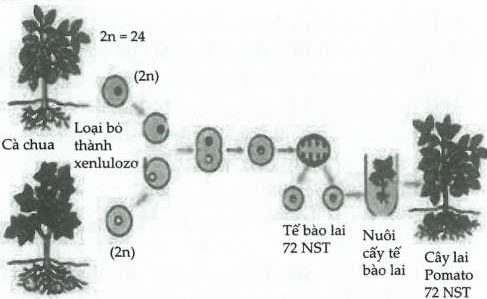 2n = 24
(2n)
Cà chua
Loại bỏ
thành
xenlulozơ
(2n)
Tế bào lai
72 NST
Nuôi
cấy tế
bào lai
Cây lai
Pomato
72 NST